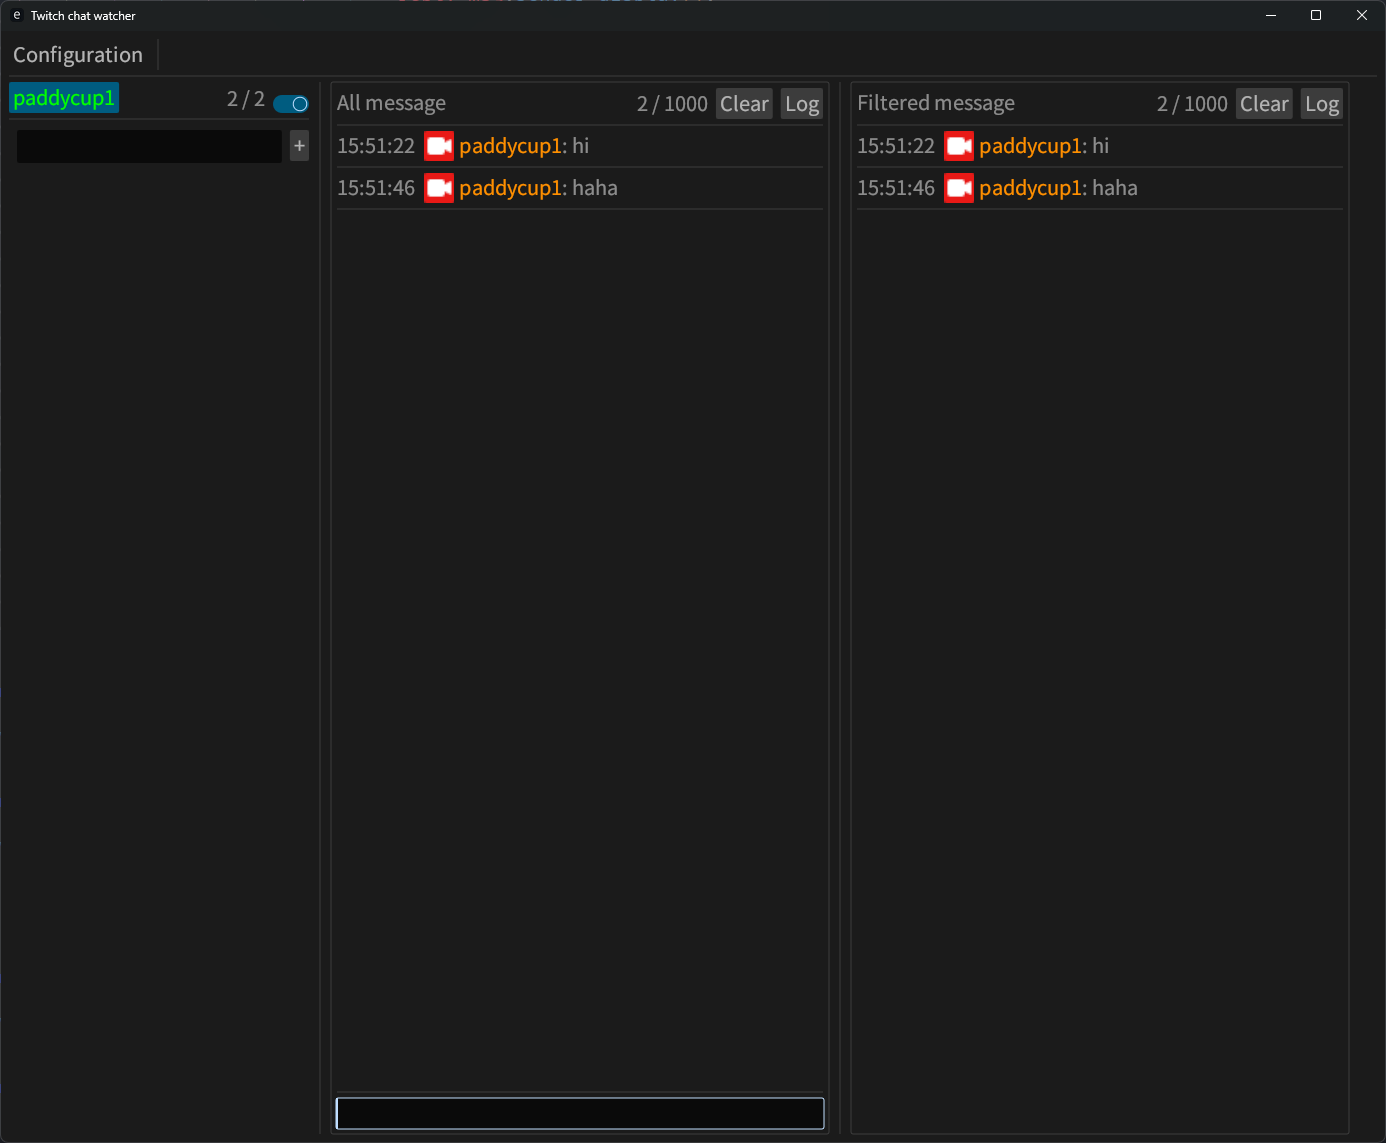 e Twitch chat watcher
Configuration
paddycup1 2 / 2
+
All message 2 / 1000 Clear Log
15:51:22 paddycup1: hi
15:51:46 paddycup1: haha
Filtered message 2 / 1000 Clear Log
15:51:22 paddycup1: hi
15:51:46 paddycup1: haha